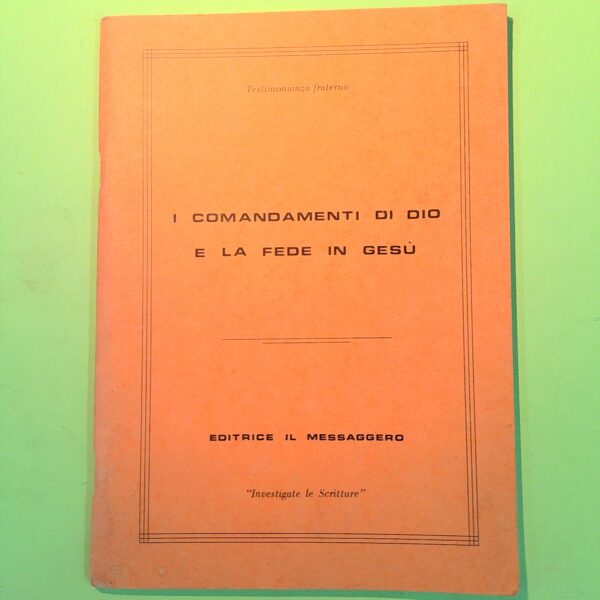 Testimonianza fraterna
I COMANDAMENTI DI DIO
E LA FEDE IN GESÙ
EDITRICE IL MESSAGGERO
"Investigate le Scritture"